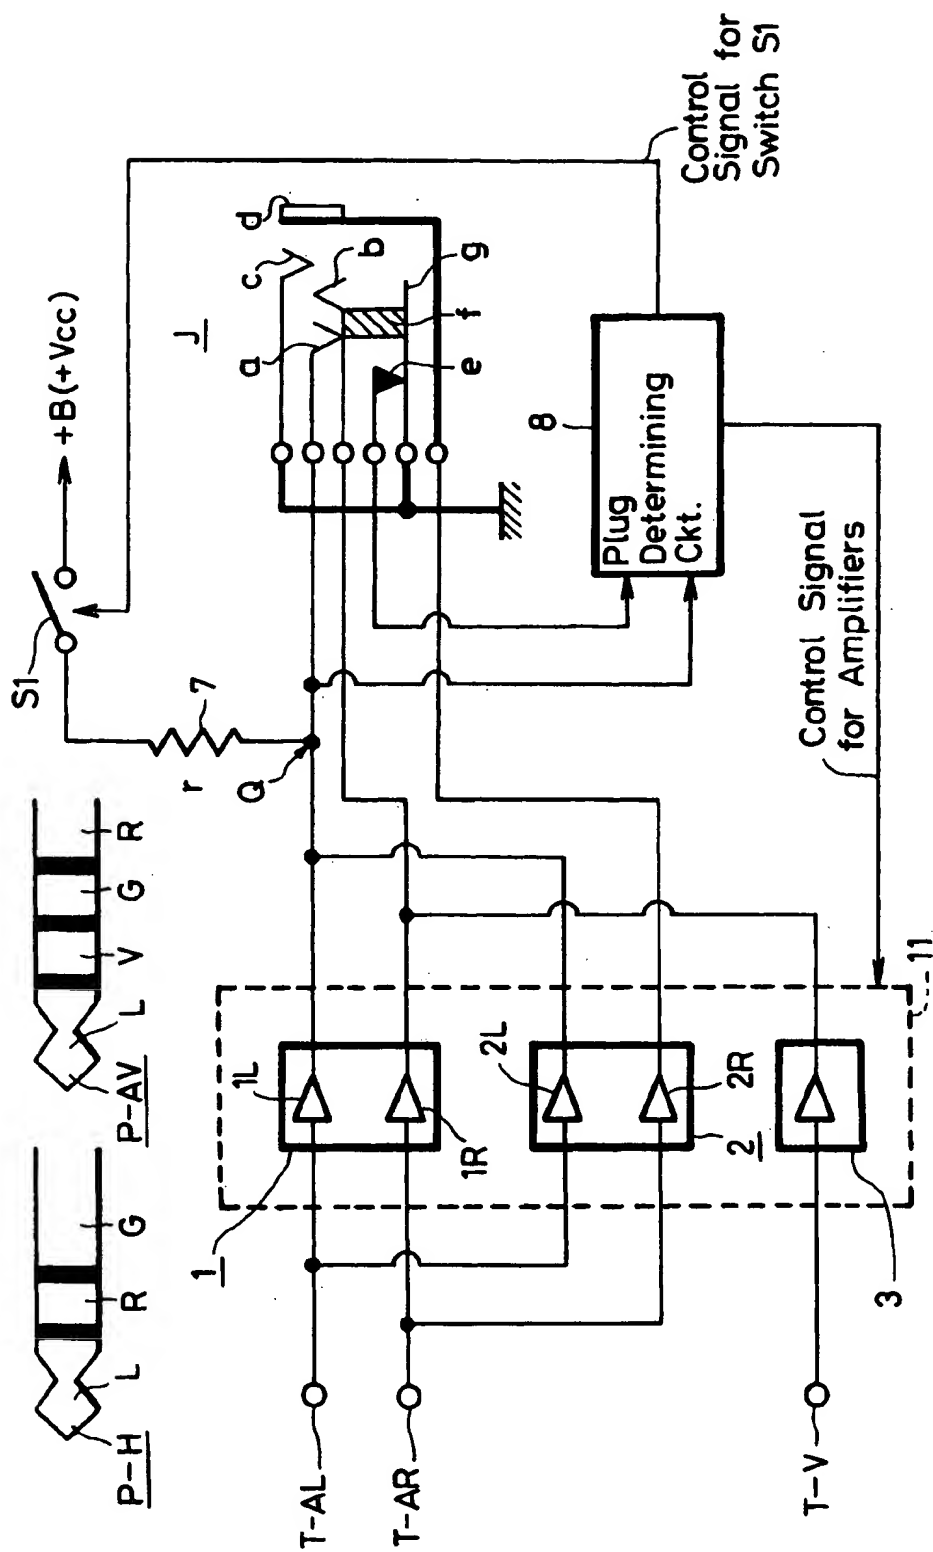 P-H
L
R
G
P-AV
L
V
G
R
S1
+B(+Vcc)
r
7
Q
J
a
b
c
d
e
f
g
Control
Signal for
Switch S1
8
Plug
Determining
Ckt.
Control Signal
for Amplifiers
T-AL
T-AR
T-V
1
1L
1R
2
2L
2R
3
11